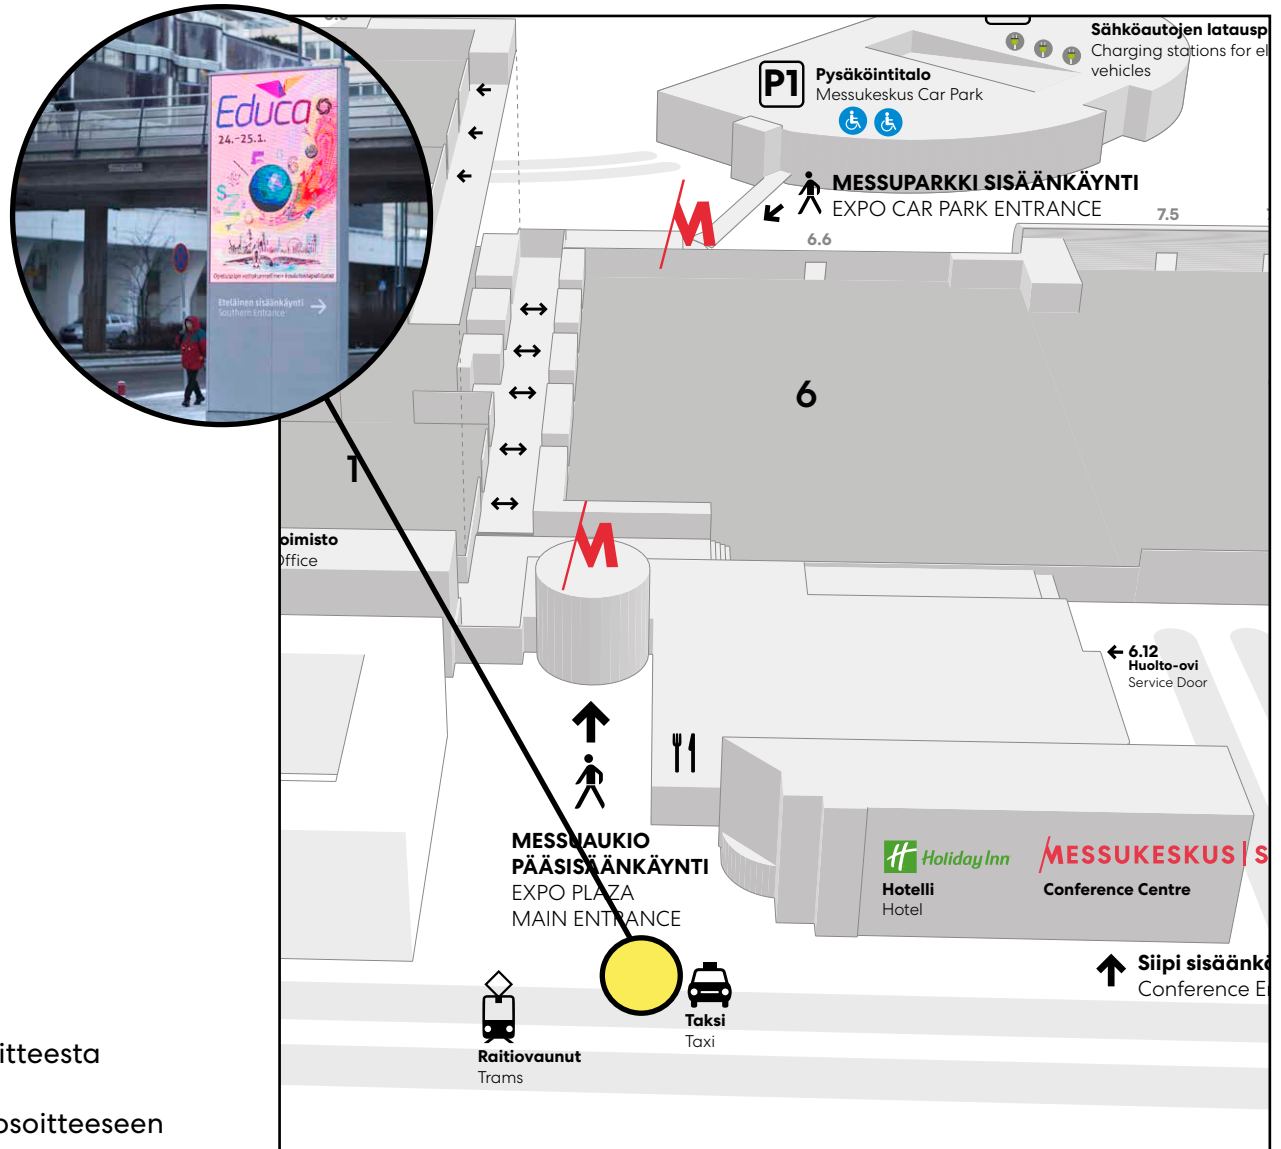 Educa
24.-25.1.
Eteläinen sisäänkäynti
Southern Entrance
Sähköautojen latausp
Charging stations for el
vehicles
P1
Pysäköintitalo
Messukeskus Car Park
MESSUPARKKI SISÄÄNKÄYNTI
EXPO CAR PARK ENTRANCE
7.5
6.6
6
1
oimisto
Office
M
M
6.12
Huolto-ovi
Service Door
MESSUAUKIO
PÄÄSISÄÄNKÄYNTI
EXPO PLAZA
MAIN ENTRANCE
H Holiday Inn
Hotelli
Hotel
MESSUKESKUS | S
Conference Centre
Siipi sisäänkä
Conference E
Taksi
Taxi
Raitiovaunut
Trams
itteesta
osoitteeseen